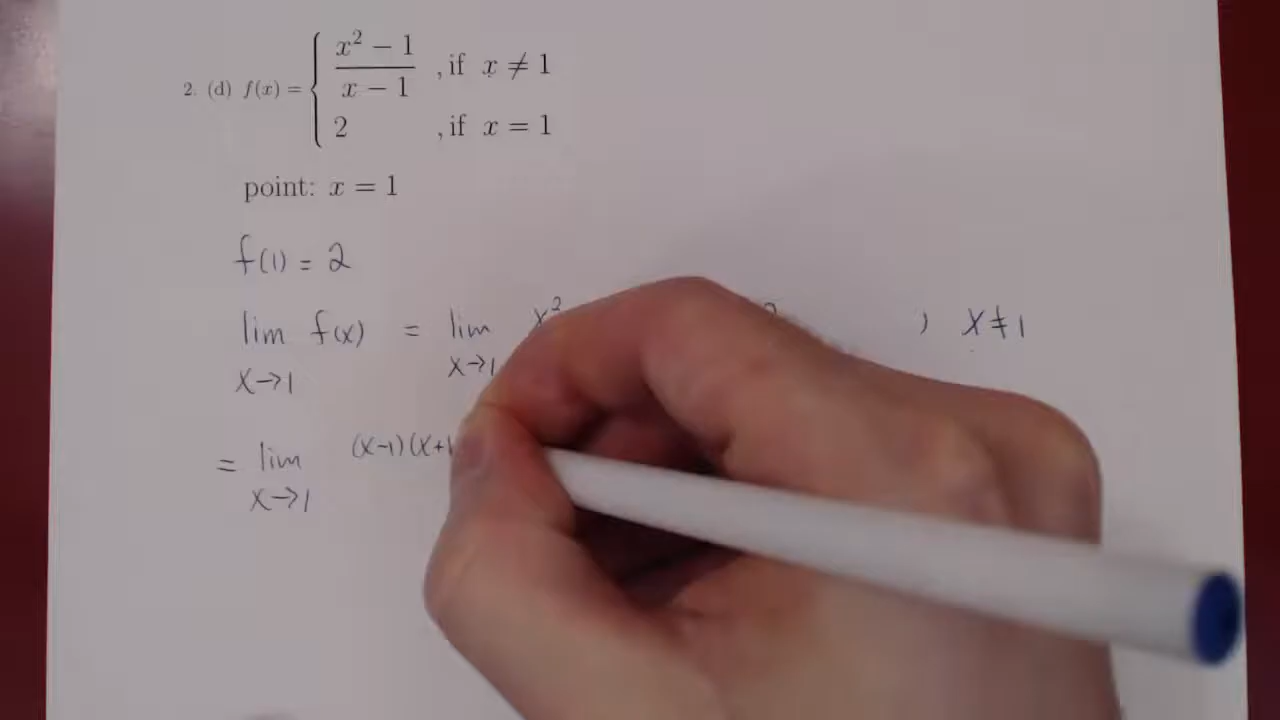 2. (d) f(x) = { x² − 1 / x − 1 , if x ≠ 1
2 , if x = 1
point: x = 1
f(1) = 2
lim f(x) = lim x² , x ≠ 1
x→1 x→1
= lim (x-1)(x+1
x→1